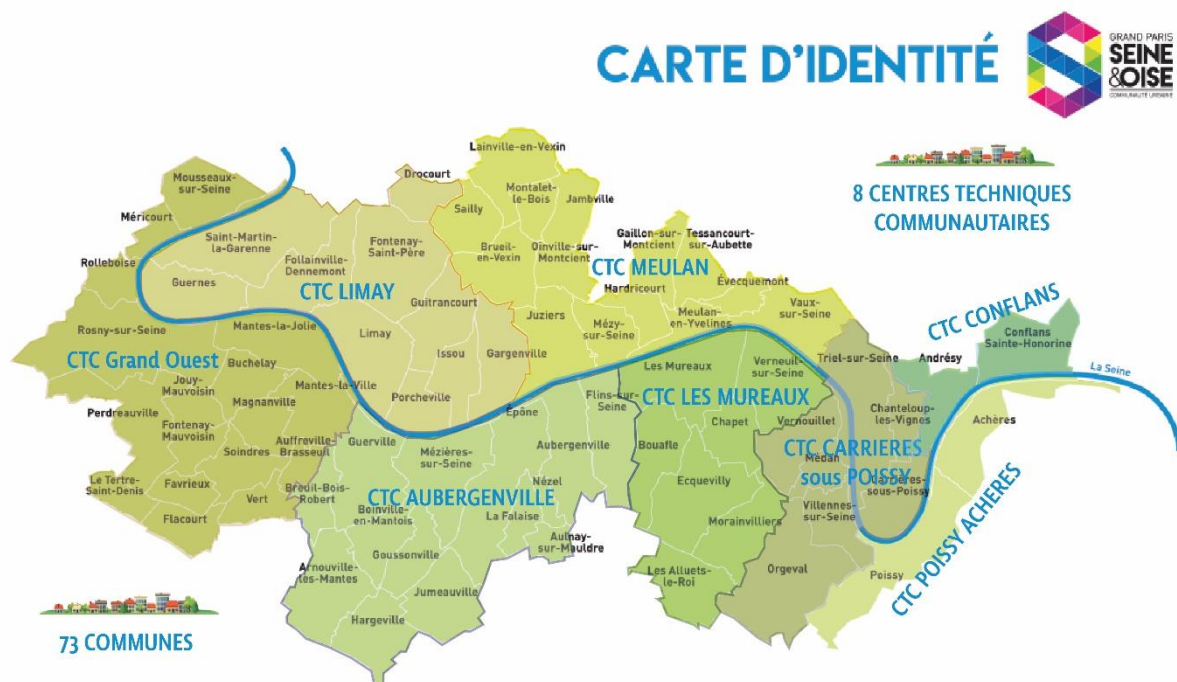 CARTE D'IDENTITÉ
GRAND PARIS
SEINE
&OISE
COMMUNAUTÉ URBAINE
8 CENTRES TECHNIQUES
COMMUNAUTAIRES
Lainville-en-Vexin
Drocourt
Mousseaux-
sur-Seine
Montalet-
le-Bois
Jambville
Sailly
Méricourt
Saint-Martin-
la-Garenne
Fontenay-
Saint-Père
Gaillon-sur-
Montcient
Tessancourt-
sur-Aubette
Brueil-
en-Vexin
Oinville-sur-
Montcient
Rolleboise
Follainville-
Dennemont
CTC MEULAN
Guernes
CTC LIMAY
Hardricourt
Évecquemont
Guitrancourt
Vaux-
sur-Seine
Juziers
Mézy-
sur-Seine
Meulan-
en-Yvelines
CTC CONFLANS
Rosny-sur-Seine
Mantes-la-Jolie
Limay
Conflans
Sainte-Honorine
CTC Grand Ouest
Buchelay
Issou
Gargenville
Triel-sur-Seine
Andrésy
La Seine
Les Mureaux
Verneuil-
sur-Seine
Jouy-
Mauvoisin
Mantes-la-Ville
Porcheville
Flins-sur-
Seine
CTC LES MUREAUX
Magnanville
Perdreauville
Épône
Chanteloup-
les-Vignes
Achères
Fontenay-
Mauvoisin
Chapet
Vernouillet
Auffreville-
Brasseuil
Guerville
Aubergenville
Bouafle
CTC CARRIERES
sous POISSY
Soindres
Mézières-
sur-Seine
Médan
Le Tertre-
Saint-Denis
Favrieux
Vert
Breuil-Bois-
Robert
CTC AUBERGENVILLE
Nézel
Ecquevilly
Carrières-
sous-Poissy
Flacourt
Boinville-
en-Mantois
La Falaise
Morainvilliers
Villennes-
sur-Seine
CTC POISSY ACHERES
Goussonville
Aulnay-
sur-Mauldre
Arnouville-
lès-Mantes
Les Alluets-
le-Roi
Orgeval
Poissy
Jumeauville
Hargeville
73 COMMUNES